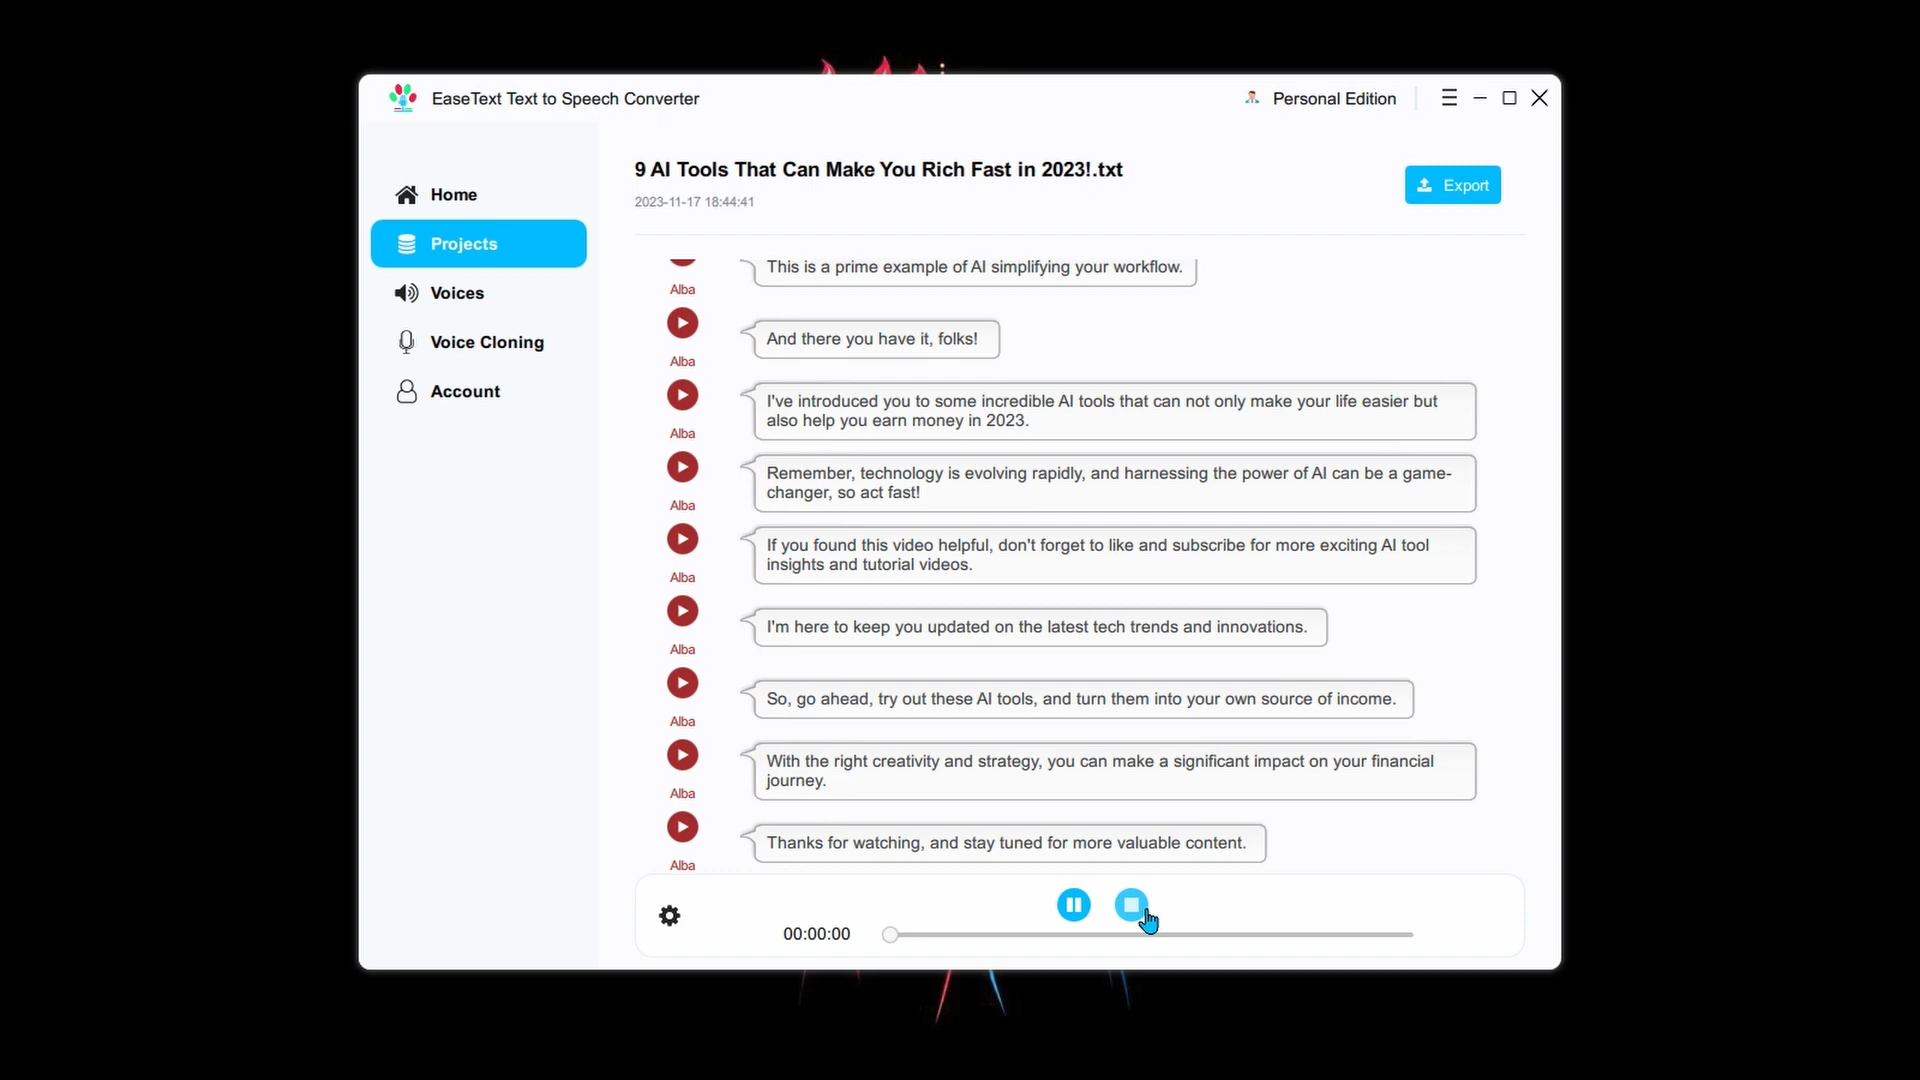 EaseText Text to Speech Converter
Personal Edition
Home
Projects
Voices
Voice Cloning
Account
9 AI Tools That Can Make You Rich Fast in 2023!.txt
2023-11-17 18:44:41
Export
This is a prime example of AI simplifying your workflow.
Alba
And there you have it, folks!
Alba
I've introduced you to some incredible AI tools that can not only make your life easier but
also help you earn money in 2023.
Alba
Remember, technology is evolving rapidly, and harnessing the power of AI can be a game-
changer, so act fast!
Alba
If you found this video helpful, don't forget to like and subscribe for more exciting AI tool
insights and tutorial videos.
Alba
I'm here to keep you updated on the latest tech trends and innovations.
Alba
So, go ahead, try out these AI tools, and turn them into your own source of income.
Alba
With the right creativity and strategy, you can make a significant impact on your financial
journey.
Alba
Thanks for watching, and stay tuned for more valuable content.
Alba
00:00:00